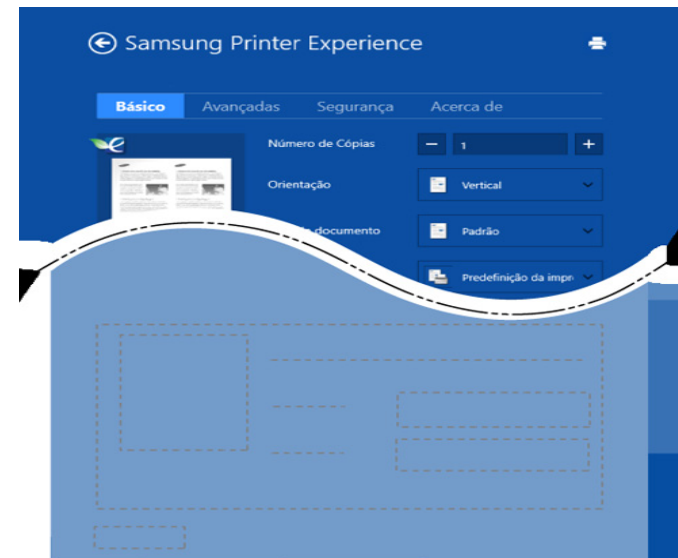 Samsung Printer Experience
Básico Avançadas Segurança Acerca de
Número de Cópias 1
Orientação Vertical
documento Padrão
Predefinição da impr